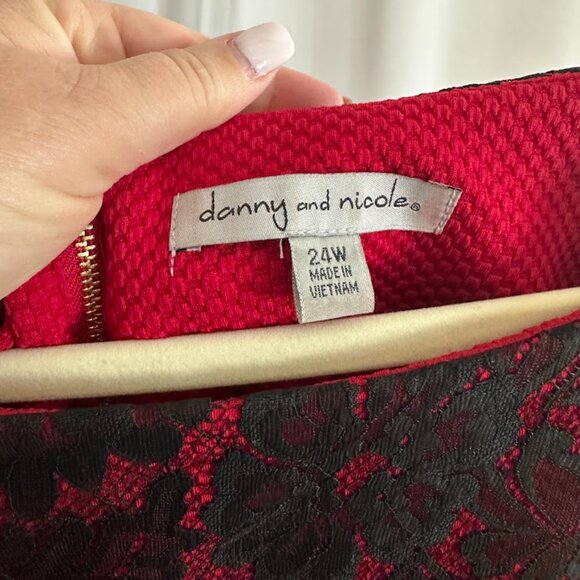 danny and nicole®
24W
MADE IN
VIETNAM